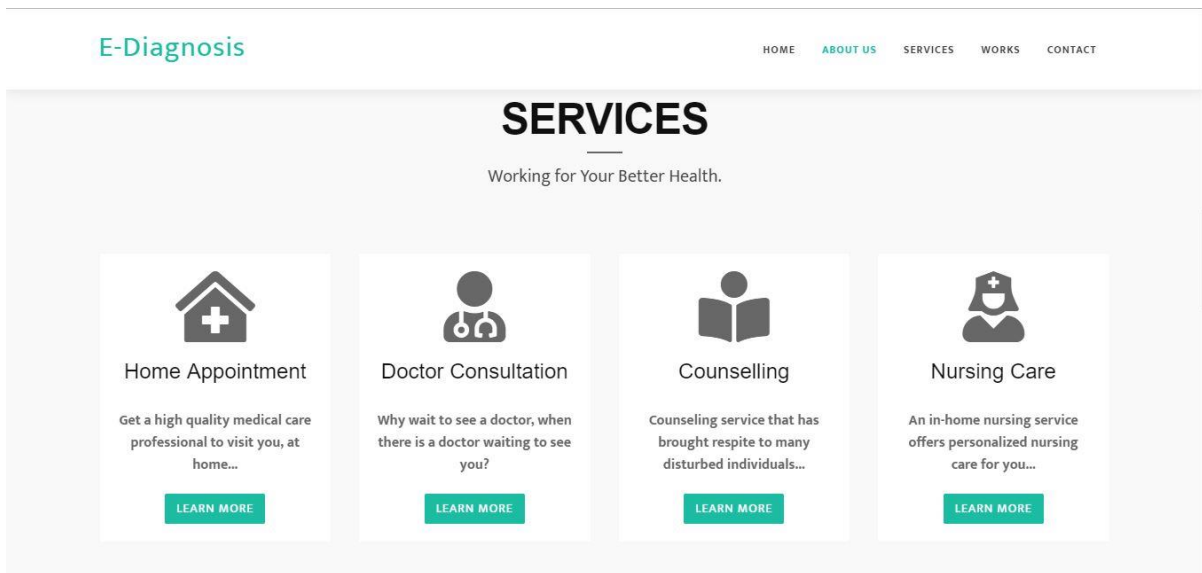 E-Diagnosis
HOME ABOUT US SERVICES WORKS CONTACT
SERVICES
Working for Your Better Health.
Home Appointment
Get a high quality medical care
professional to visit you, at
home...
LEARN MORE
Doctor Consultation
Why wait to see a doctor, when
there is a doctor waiting to see
you?
LEARN MORE
Counselling
Counseling service that has
brought respite to many
disturbed individuals...
LEARN MORE
Nursing Care
An in-home nursing service
offers personalized nursing
care for you...
LEARN MORE